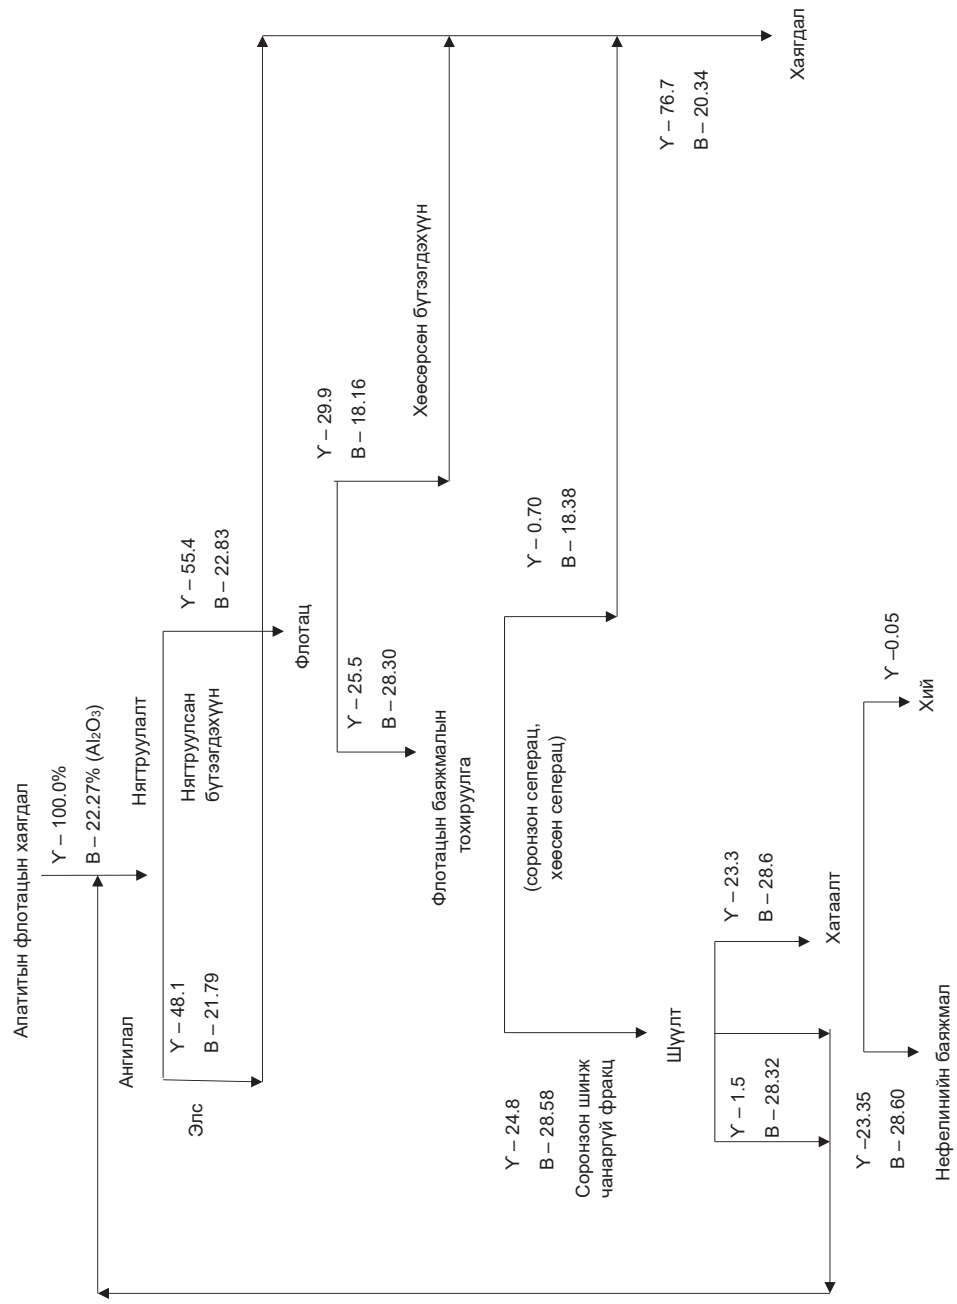 Апатитын флотацын хаягдал
Ү – 100.0%
В – 22.27% (Al₂O₃)
Ангилал
Нягтруулалт
Ү – 48.1
В – 21.79
Нягтруулсан
бүтээгдэхүүн
Ү – 55.4
В – 22.83
Элс
Флотац
Ү – 25.5
В – 28.30
Ү – 29.9
В – 18.16
Флотацын баяжмалын
тохируулга
Хөөсөрсөн бүтээгдэхүүн
Ү – 24.8
В – 28.58
(соронзон сеперац,
хөөсөн сеперац)
Ү – 0.70
В – 18.38
Соронзон шинж
чанаргүй фракц
Шүүлт
Ү – 76.7
В – 20.34
Ү – 1.5
В – 28.32
Ү – 23.3
В – 28.6
Хаягдал
Хатаалт
Ү –23.35
В – 28.60
Ү –0.05
Нефелинийн баяжмал
Хий